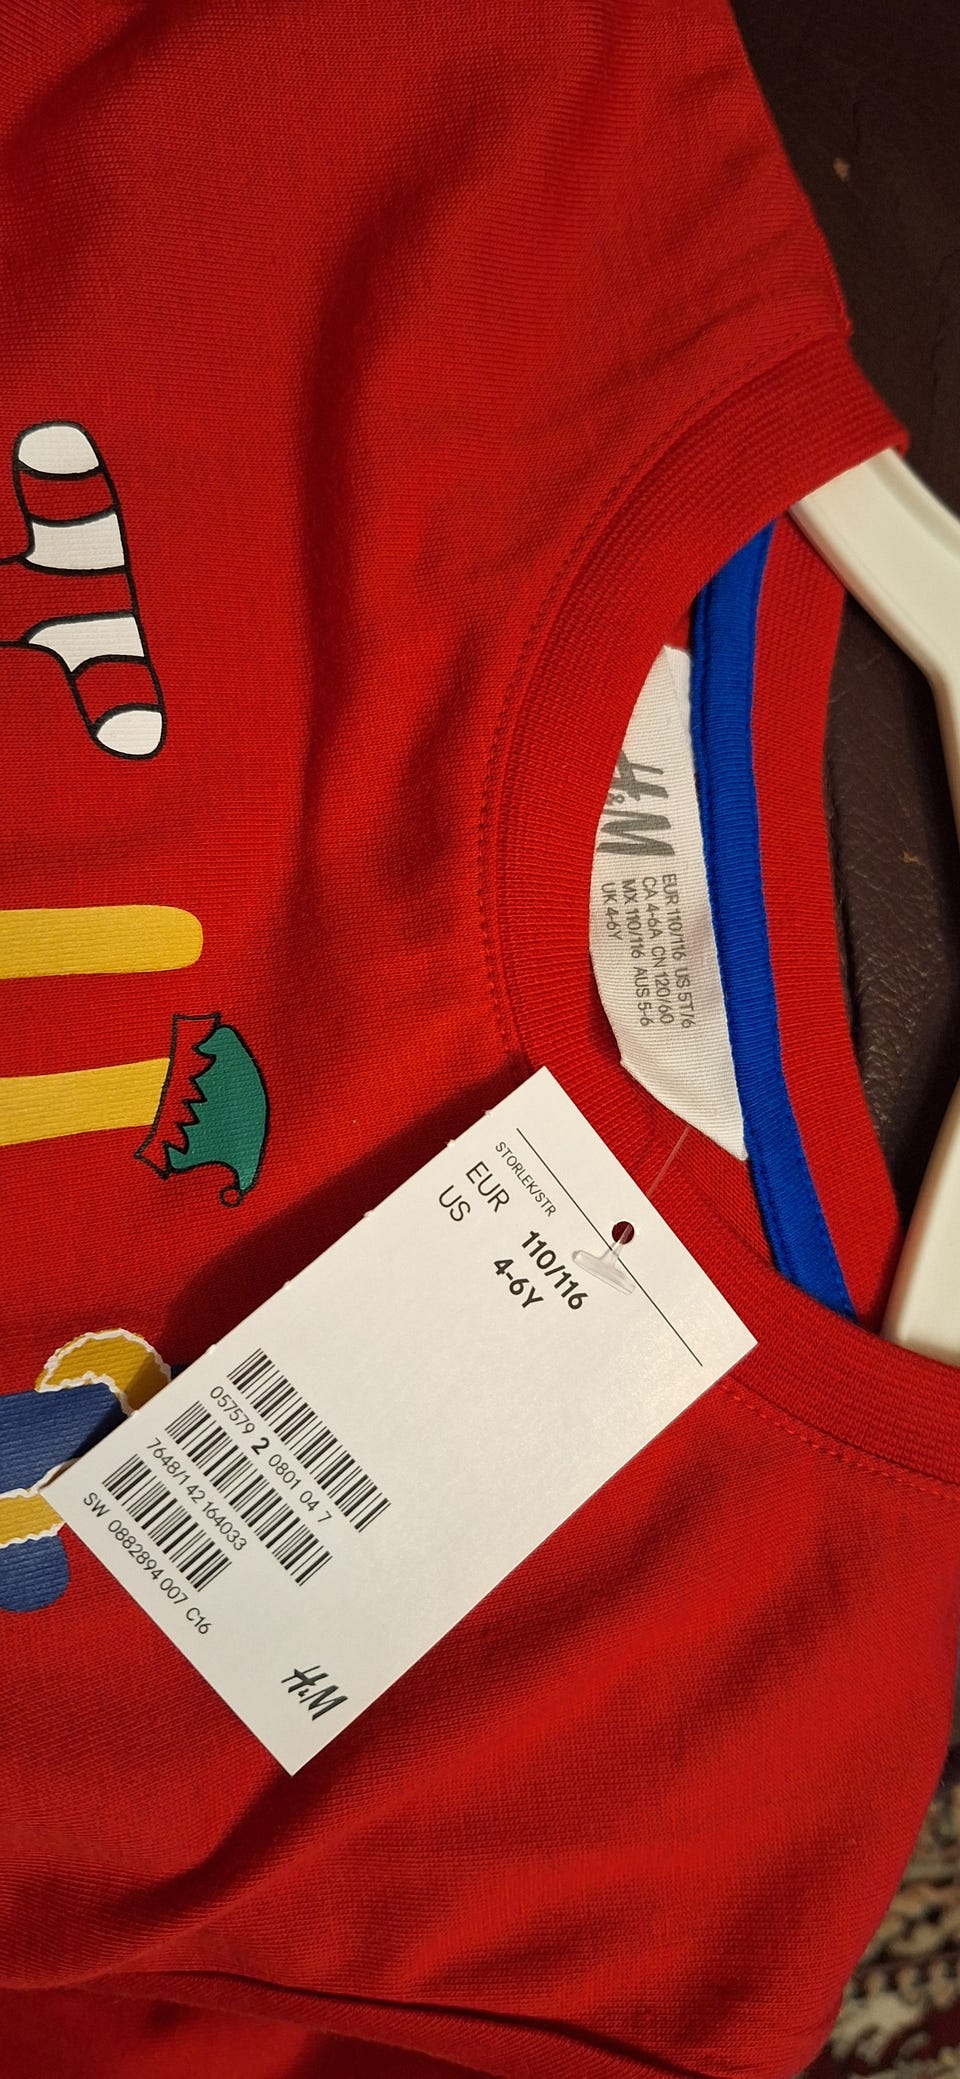 H&M
EUR 110/116 US 5T/6
CA 4-6A CN 120/60
MX 110/116 AUS 5-6
UK 4-6Y
STORLEK/STR
EUR 110/116
US 4-6Y
057579 2 0801 04 7
7648/1 42 164033
SW 0882894 007 C16
H&M